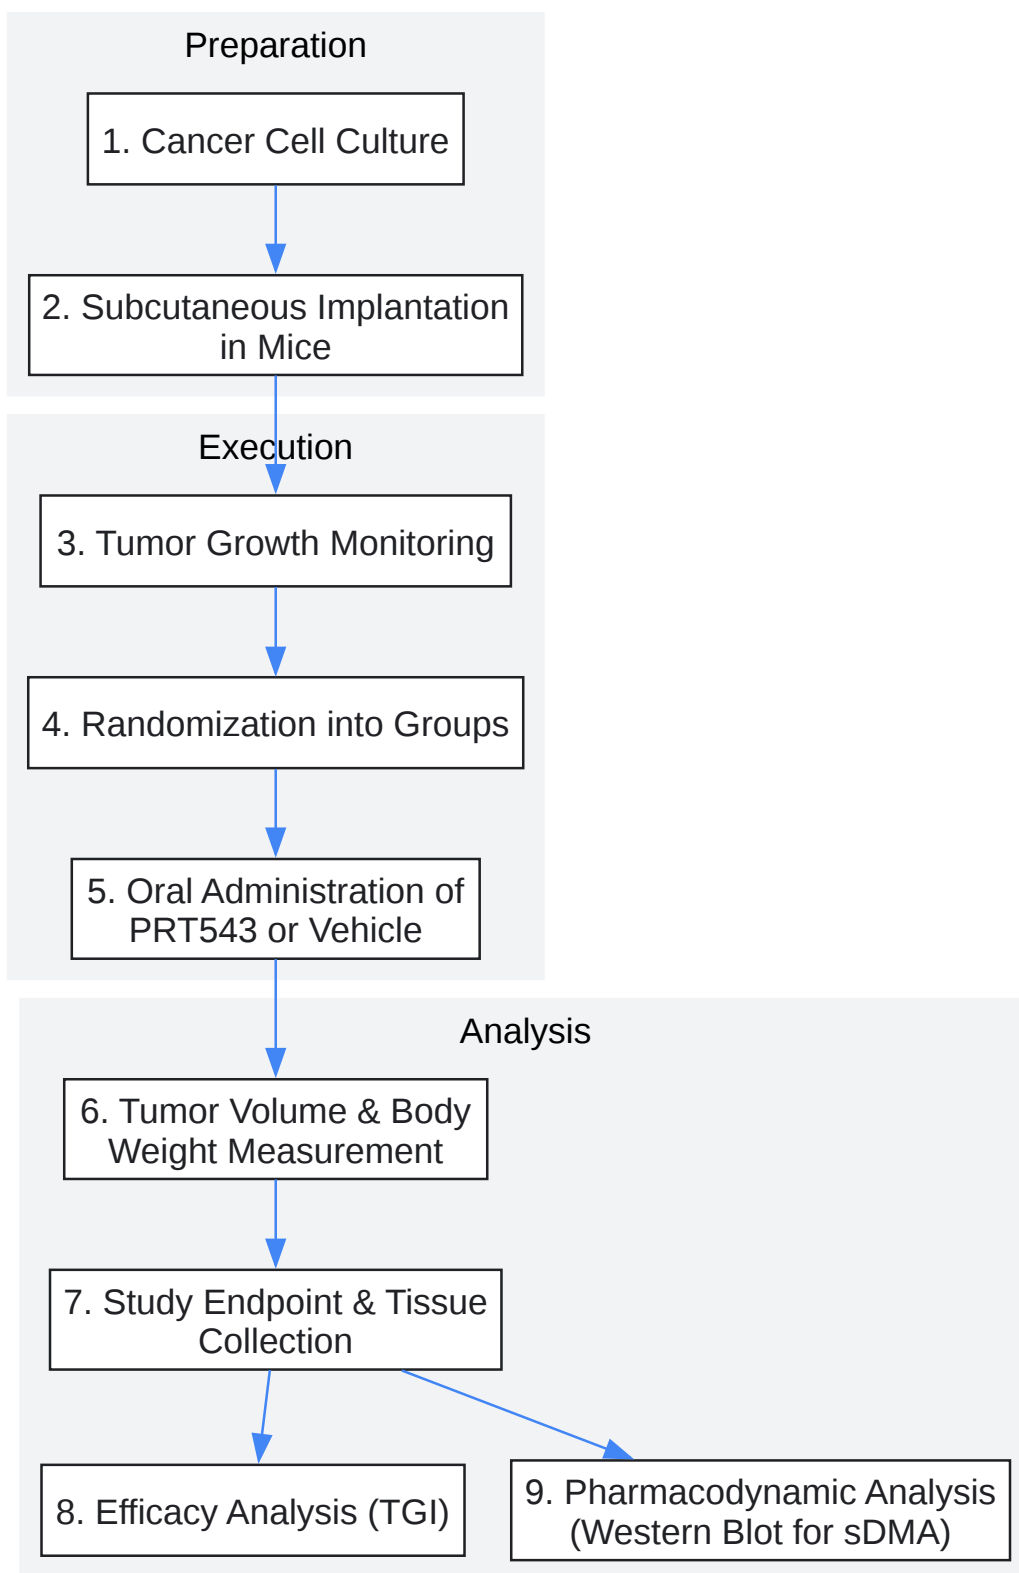 Preparation
1. Cancer Cell Culture
2. Subcutaneous Implantation
in Mice
Execution
3. Tumor Growth Monitoring
4. Randomization into Groups
5. Oral Administration of
PRT543 or Vehicle
Analysis
6. Tumor Volume & Body
Weight Measurement
7. Study Endpoint & Tissue
Collection
8. Efficacy Analysis (TGI)
9. Pharmacodynamic Analysis
(Western Blot for sDMA)